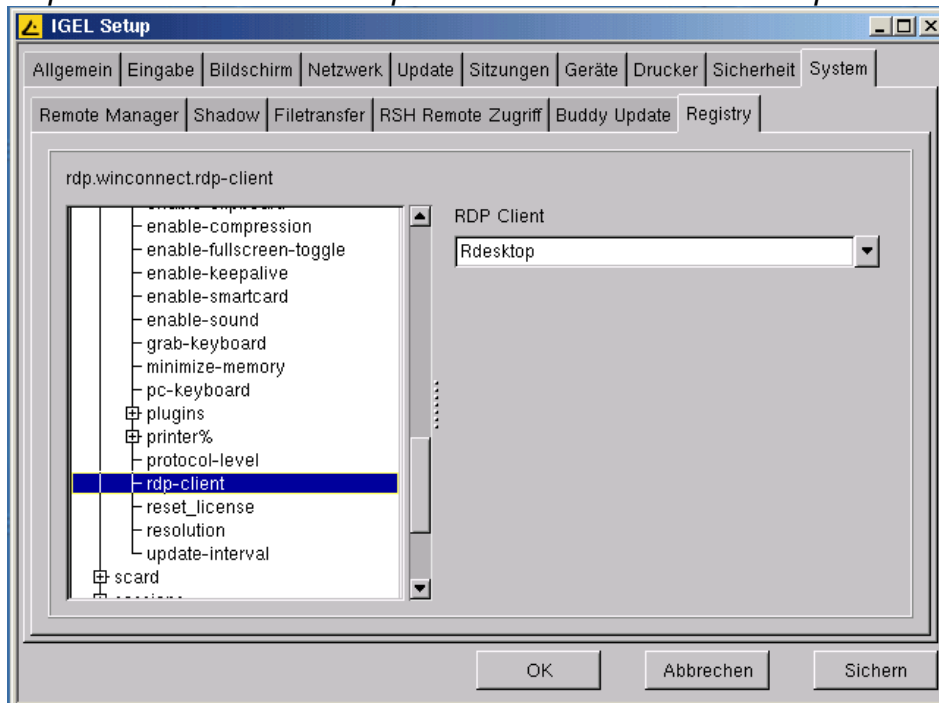 IGEL Setup
Allgemein Eingabe Bildschirm Netzwerk Update Sitzungen Geräte Drucker Sicherheit System
Remote Manager Shadow Filetransfer RSH Remote Zugriff Buddy Update Registry
rdp.winconnect.rdp-client
enable-compression
enable-fullscreen-toggle
enable-keepalive
enable-smartcard
enable-sound
grab-keyboard
minimize-memory
pc-keyboard
plugins
printer%
protocol-level
rdp-client
reset_license
resolution
update-interval
scard
RDP Client
Rdesktop
OK Abbrechen Sichern